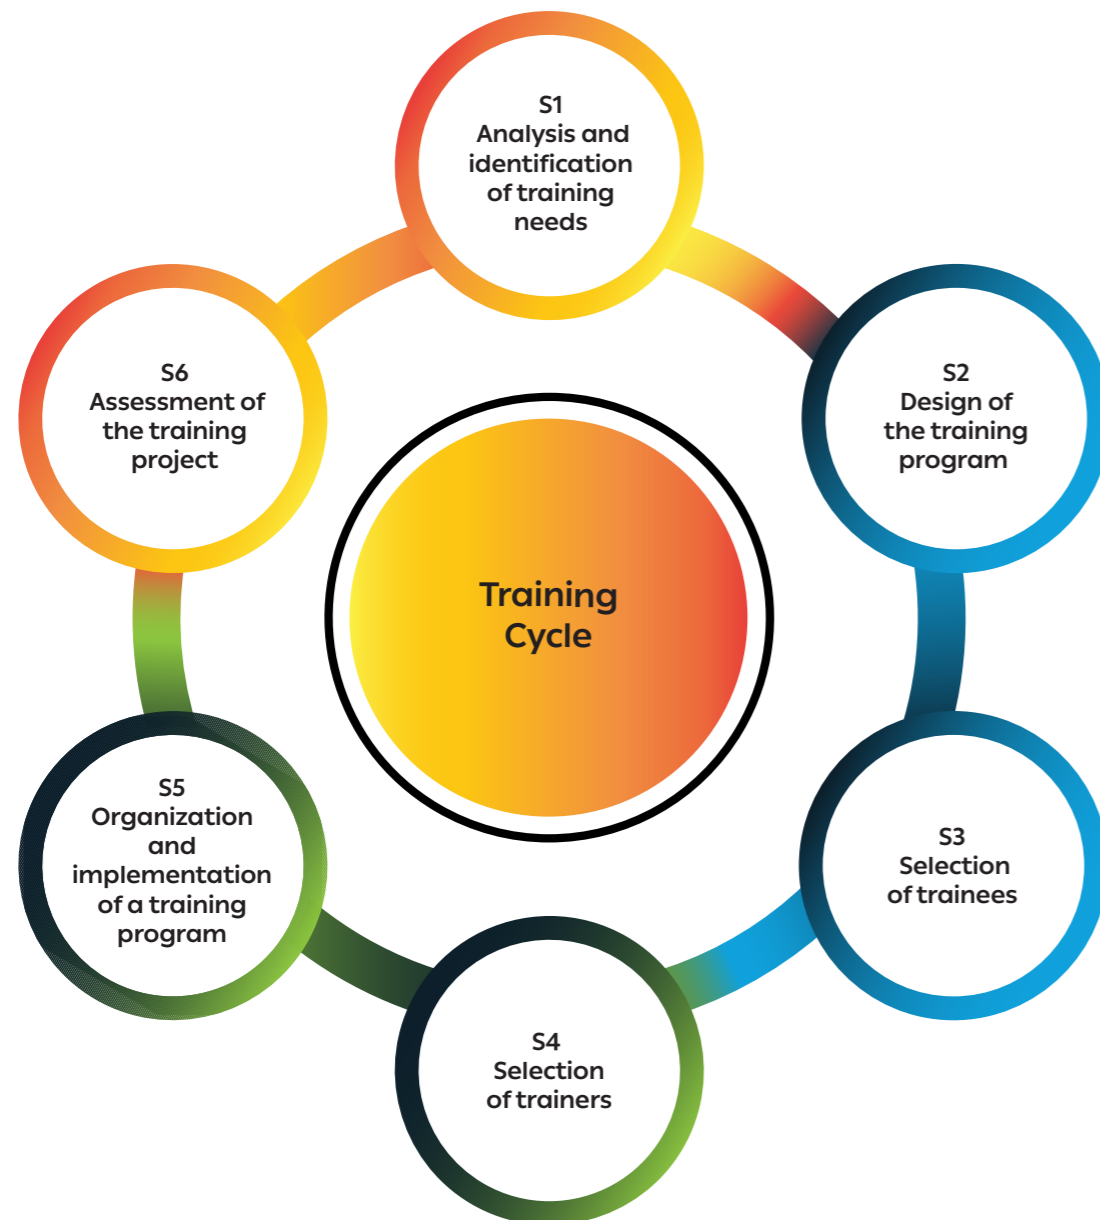 S1
Analysis and
identification
of training
needs
S2
Design of
the training
program
S3
Selection
of trainees
S4
Selection
of trainers
S5
Organization
and
implementation
of a training
program
S6
Assessment of
the training
project
Training
Cycle